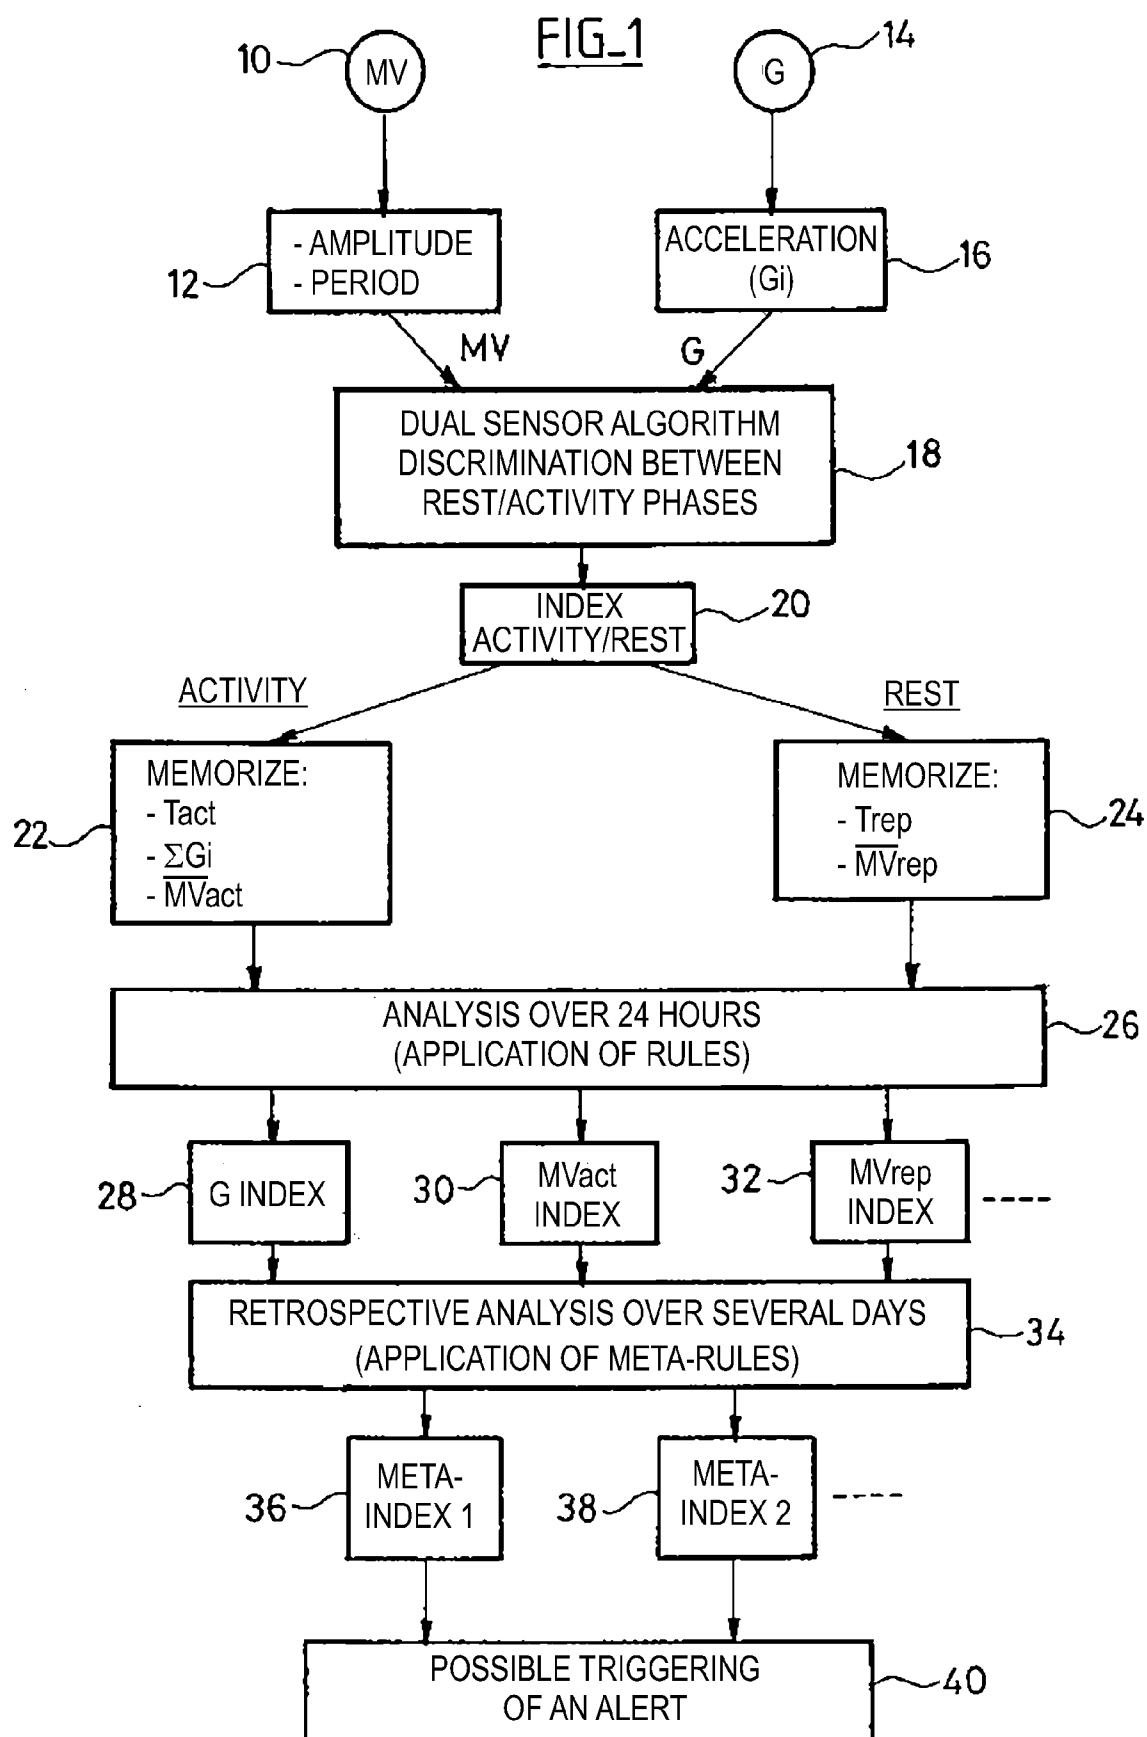 FIG_1
10
MV
14
G
12
- AMPLITUDE
- PERIOD
16
ACCELERATION
(Gi)
MV
G
DUAL SENSOR ALGORITHM
DISCRIMINATION BETWEEN
REST/ACTIVITY PHASES
18
INDEX
ACTIVITY/REST
20
ACTIVITY
REST
22
MEMORIZE:
- Tact
- ΣGi
- M̅V̅act
MEMORIZE:
- Trep
- M̅V̅rep
24
ANALYSIS OVER 24 HOURS
(APPLICATION OF RULES)
26
28
G INDEX
30
MVact
INDEX
32
MVrep
INDEX
----
RETROSPECTIVE ANALYSIS OVER SEVERAL DAYS
(APPLICATION OF META-RULES)
34
36
META-
INDEX 1
38
META-
INDEX 2
----
POSSIBLE TRIGGERING
OF AN ALERT
40